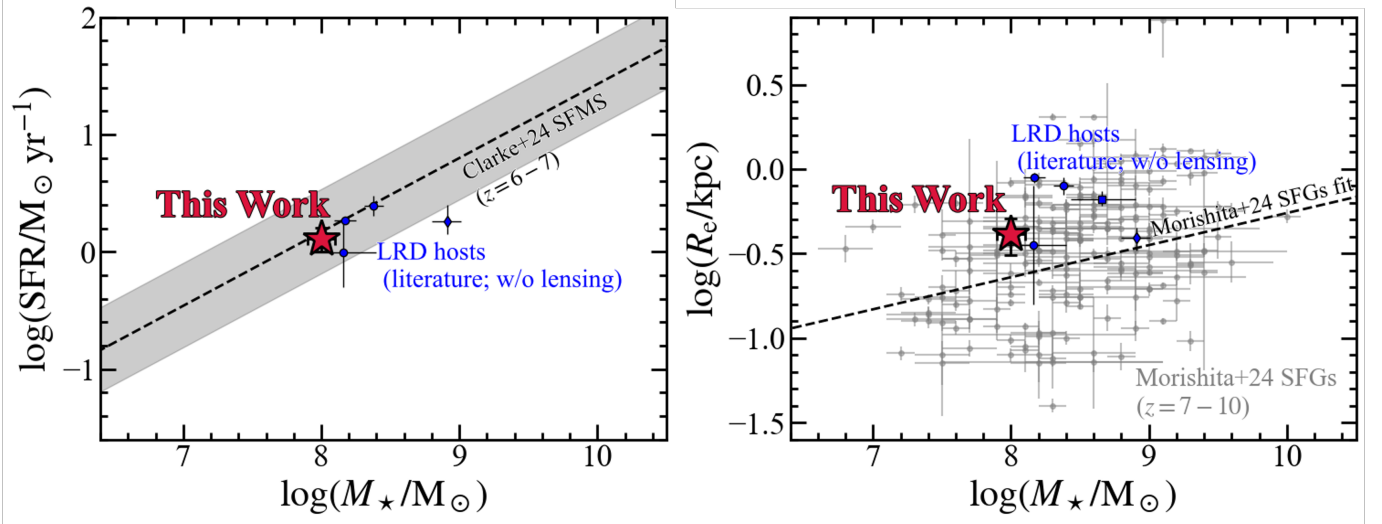 2
1
0
−1
log(SFR/M⊙ yr⁻¹)
This Work
Clarke+24 SFMS
(z=6−7)
LRD hosts
(literature; w/o lensing)
7 8 9 10
log(M★/M⊙)
0.5
0.0
−0.5
−1.0
−1.5
log(Re/kpc)
LRD hosts
(literature; w/o lensing)
This Work
Morishita+24 SFGs fit
Morishita+24 SFGs
(z=7−10)
7 8 9 10
log(M★/M⊙)